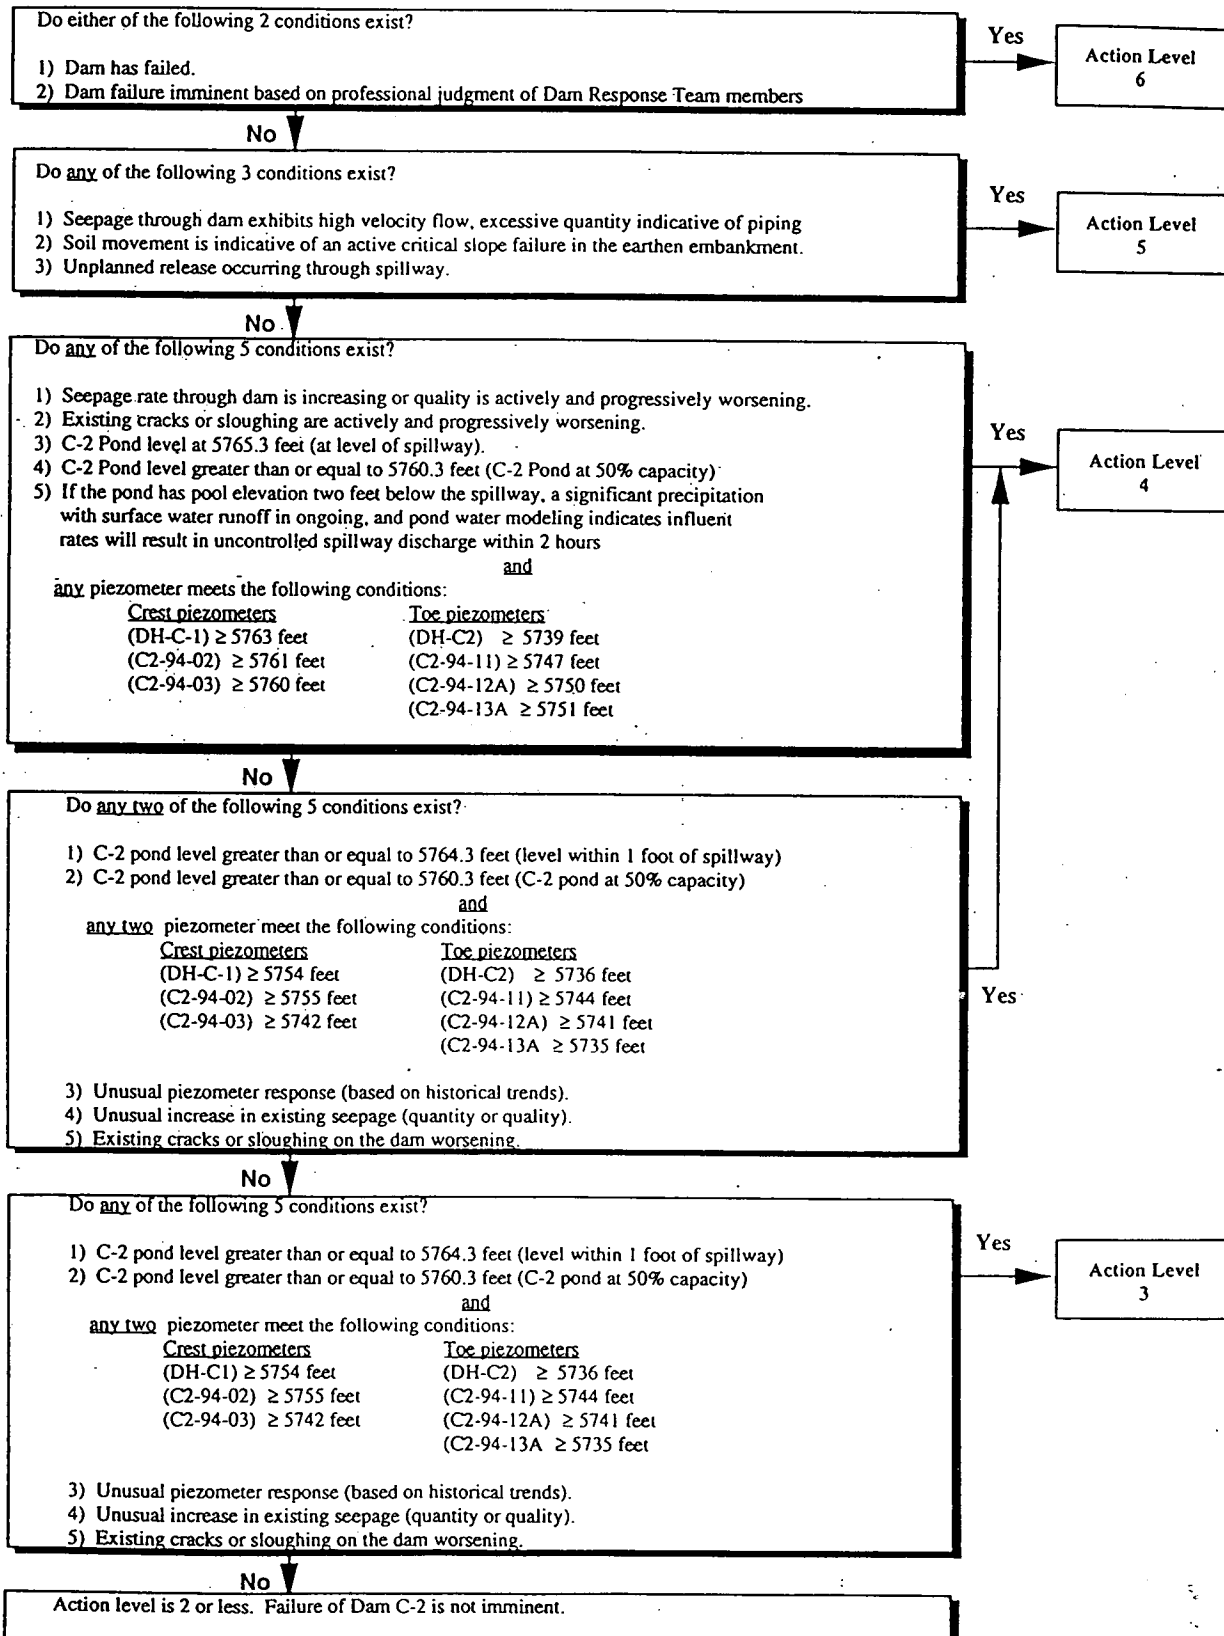 Do either of the following 2 conditions exist?
1) Dam has failed.
2) Dam failure imminent based on professional judgment of Dam Response Team members
Yes
Action Level
6
No
Do any of the following 3 conditions exist?
1) Seepage through dam exhibits high velocity flow, excessive quantity indicative of piping
2) Soil movement is indicative of an active critical slope failure in the earthen embankment.
3) Unplanned release occurring through spillway.
Yes
Action Level
5
No
Do any of the following 5 conditions exist?
1) Seepage rate through dam is increasing or quality is actively and progressively worsening.
2) Existing cracks or sloughing are actively and progressively worsening.
3) C-2 Pond level at 5765.3 feet (at level of spillway).
4) C-2 Pond level greater than or equal to 5760.3 feet (C-2 Pond at 50% capacity)
5) If the pond has pool elevation two feet below the spillway, a significant precipitation
with surface water runoff in ongoing, and pond water modeling indicates influent
rates will result in uncontrolled spillway discharge within 2 hours
and
any piezometer meets the following conditions:
Crest piezometers Toe piezometers
(DH-C-1) ≥ 5763 feet (DH-C2) ≥ 5739 feet
(C2-94-02) ≥ 5761 feet (C2-94-11) ≥ 5747 feet
(C2-94-03) ≥ 5760 feet (C2-94-12A) ≥ 5750 feet
(C2-94-13A ≥ 5751 feet
Yes
Action Level
4
No
Do any two of the following 5 conditions exist?
1) C-2 pond level greater than or equal to 5764.3 feet (level within 1 foot of spillway)
2) C-2 pond level greater than or equal to 5760.3 feet (C-2 pond at 50% capacity)
and
any two piezometer meet the following conditions:
Crest piezometers Toe piezometers
(DH-C-1) ≥ 5754 feet (DH-C2) ≥ 5736 feet
(C2-94-02) ≥ 5755 feet (C2-94-11) ≥ 5744 feet
(C2-94-03) ≥ 5742 feet (C2-94-12A) ≥ 5741 feet
(C2-94-13A ≥ 5735 feet
3) Unusual piezometer response (based on historical trends).
4) Unusual increase in existing seepage (quantity or quality).
5) Existing cracks or sloughing on the dam worsening.
Yes
No
Do any of the following 5 conditions exist?
1) C-2 pond level greater than or equal to 5764.3 feet (level within 1 foot of spillway)
2) C-2 pond level greater than or equal to 5760.3 feet (C-2 pond at 50% capacity)
and
any two piezometer meet the following conditions:
Crest piezometers Toe piezometers
(DH-C1) ≥ 5754 feet (DH-C2) ≥ 5736 feet
(C2-94-02) ≥ 5755 feet (C2-94-11) ≥ 5744 feet
(C2-94-03) ≥ 5742 feet (C2-94-12A) ≥ 5741 feet
(C2-94-13A ≥ 5735 feet
3) Unusual piezometer response (based on historical trends).
4) Unusual increase in existing seepage (quantity or quality).
5) Existing cracks or sloughing on the dam worsening.
Yes
Action Level
3
No
Action level is 2 or less. Failure of Dam C-2 is not imminent.